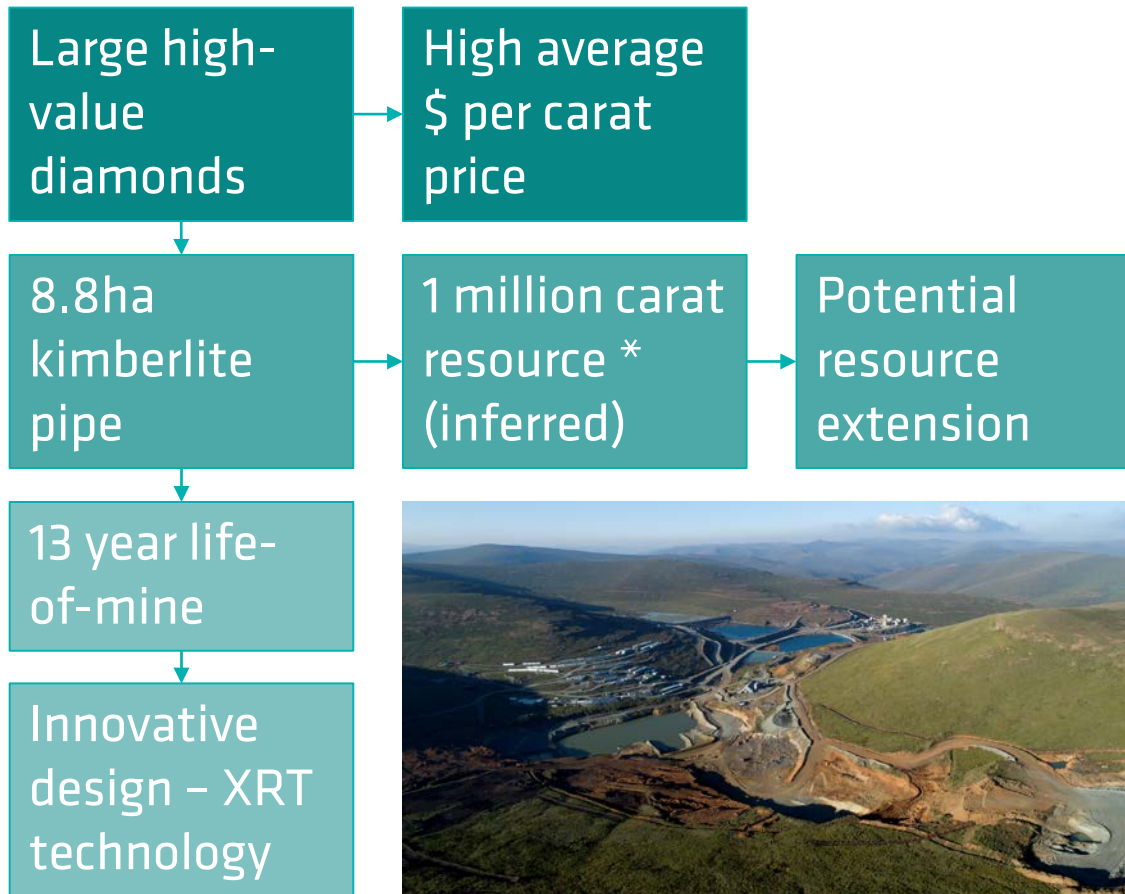 Large high-
value
diamonds
High average
$ per carat
price
8.8ha
kimberlite
pipe
1 million carat
resource *
(inferred)
Potential
resource
extension
13 year life-
of-mine
Innovative
design – XRT
technology